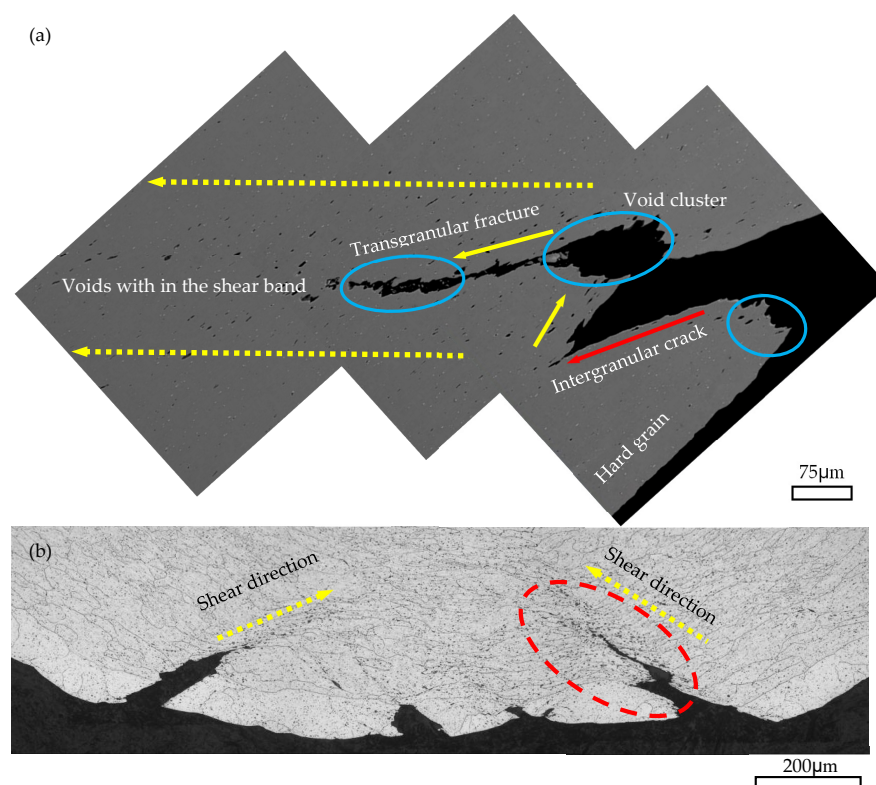 (a)
Void cluster
Transgranular fracture
Voids with in the shear band
Intergranular crack
Hard grain
75µm
(b)
Shear direction
Shear direction
200µm